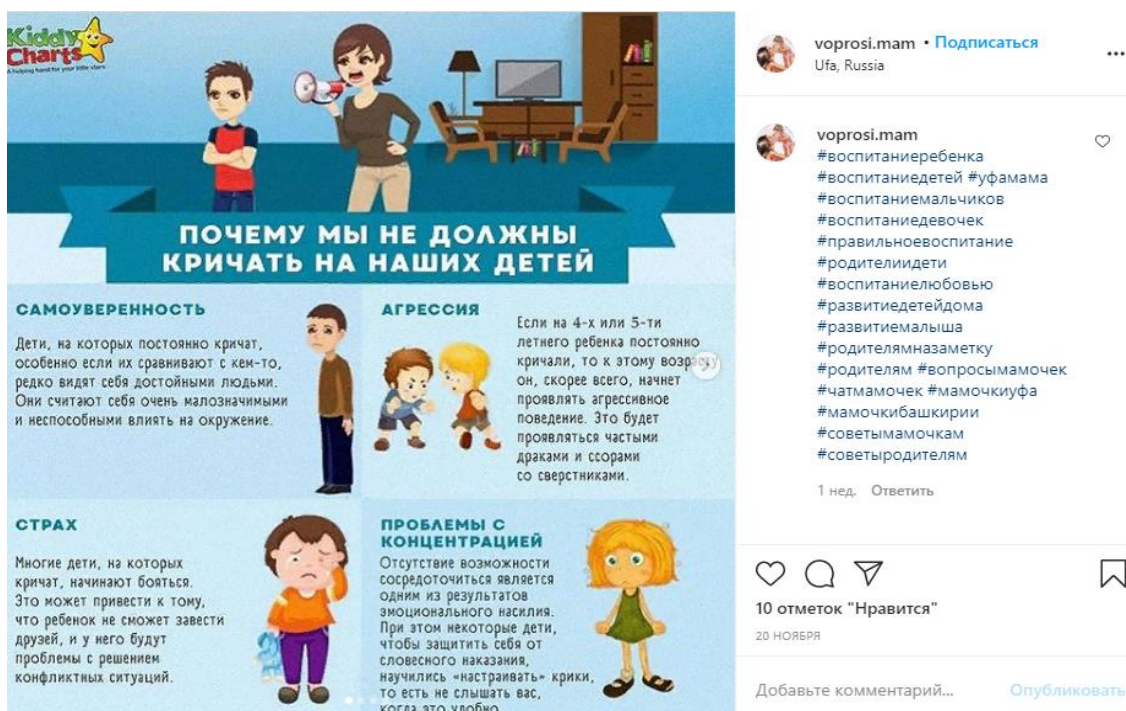 Kiddy
Charts
A helping hand for your little stars
ПОЧЕМУ МЫ НЕ ДОЛЖНЫ
КРИЧАТЬ НА НАШИХ ДЕТЕЙ
САМОУВЕРЕННОСТЬ
Дети, на которых постоянно кричат,
особенно если их сравнивают с кем-то,
редко видят себя достойными людьми.
Они считают себя очень малозначимыми
и неспособными влиять на окружение.
АГРЕССИЯ
Если на 4-х или 5-ти
летнего ребенка постоянно
кричали, то к этому возрасту
он, скорее всего, начнет
проявлять агрессивное
поведение. Это будет
проявляться частыми
драками и ссорами
со сверстниками.
СТРАХ
Многие дети, на которых
кричат, начинают бояться.
Это может привести к тому,
что ребенок не сможет завести
друзей, и у него будут
проблемы с решением
конфликтных ситуаций.
ПРОБЛЕМЫ С
КОНЦЕНТРАЦИЕЙ
Отсутствие возможности
сосредоточиться является
одним из результатов
эмоционального насилия.
При этом некоторые дети,
чтобы защитить себя от
словесного наказания,
научились «настраивать» крики,
то есть не слышать вас,
когда это удобно
voprosi.mam • Подписаться
Ufa, Russia
voprosi.mam
#воспитаниеребенка
#воспитаниедетей #уфамама
#воспитаниемальчиков
#воспитаниедевочек
#правильноевоспитание
#родителиидети
#воспитаниелюбовью
#развитиедетейдома
#развитиемалыша
#родителямназаметку
#родителям #вопросымамочек
#чатмамочек #мамочкиуфа
#мамочкибашкирии
#советымамочкам
#советыродителям
1 нед. Ответить
10 отметок "Нравится"
20 НОЯБРЯ
Добавьте комментарий... Опубликовать